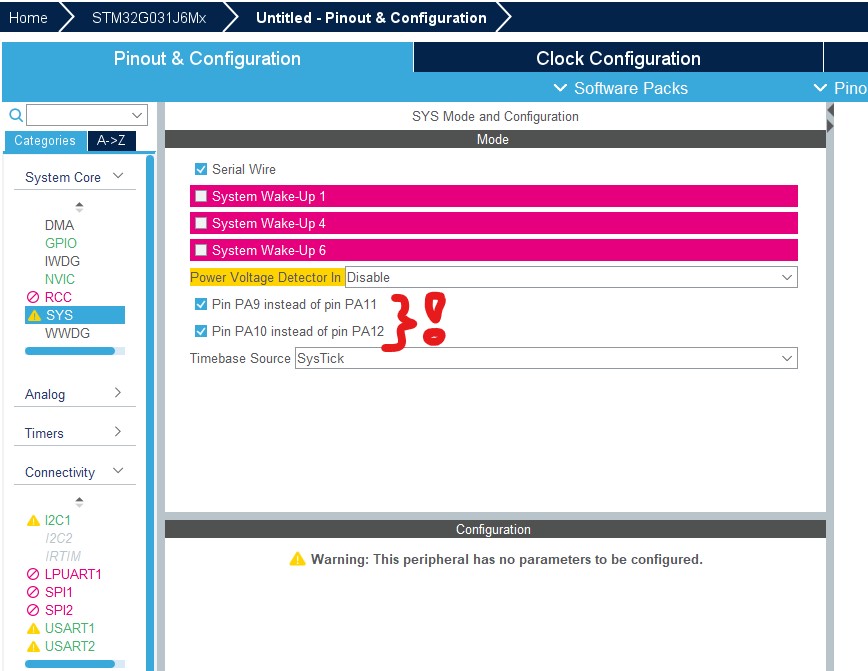 Home STM32G031J6Mx Untitled - Pinout & Configuration
Pinout & Configuration Clock Configuration
Software Packs Pino
SYS Mode and Configuration
Categories A->Z
Mode
System Core
Serial Wire
System Wake-Up 1
DMA
System Wake-Up 4
GPIO
System Wake-Up 6
IWDG
NVIC
Power Voltage Detector In Disable
RCC
Pin PA9 instead of pin PA11
SYS
Pin PA10 instead of pin PA12
WWDG
}!
Timebase Source SysTick
Analog
Timers
Connectivity
I2C1
I2C2
IRTIM
LPUART1
SPI1
SPI2
USART1
USART2
Configuration
Warning: This peripheral has no parameters to be configured.